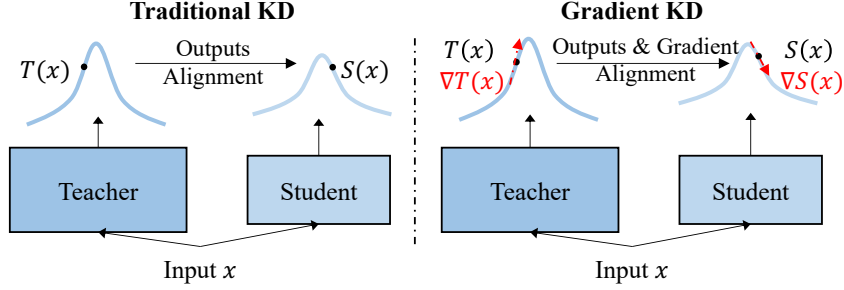 Traditional KD
T(x)
Outputs
Alignment
S(x)
Teacher
Student
Input x
Gradient KD
T(x)
∇T(x)
Outputs & Gradient
Alignment
S(x)
∇S(x)
Teacher
Student
Input x